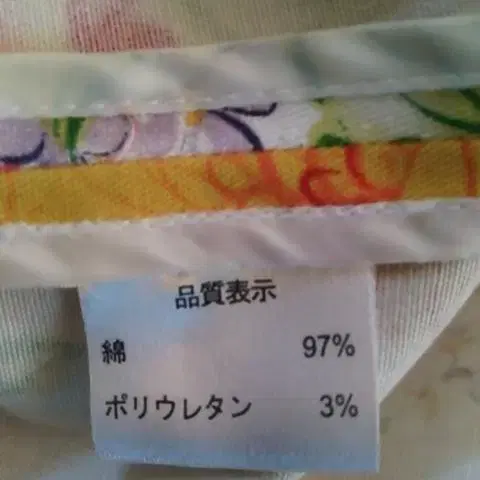 品質表示
綿 97%
ポリウレタン 3%